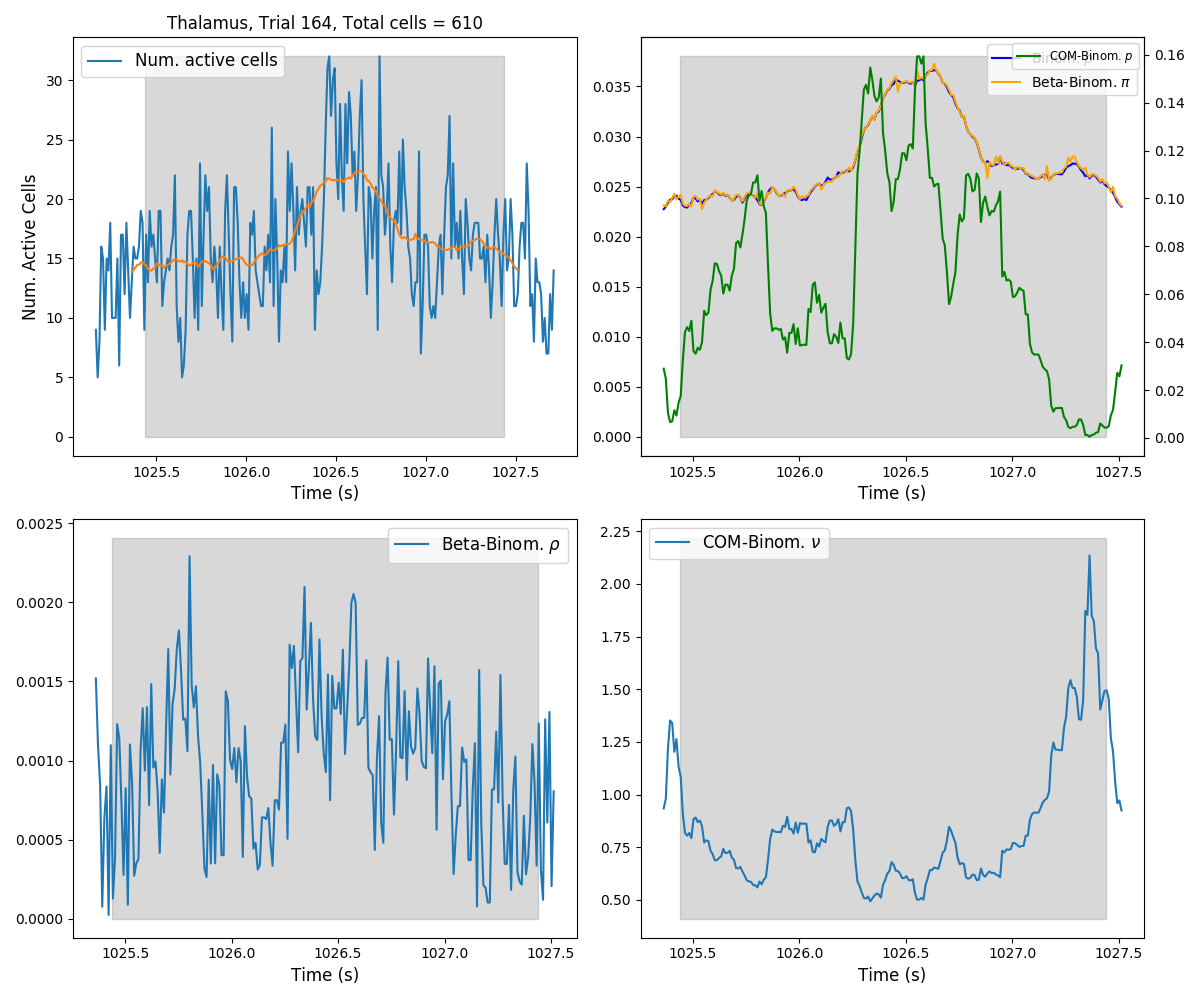 Thalamus, Trial 164, Total cells = 610
Num. active cells
Num. Active Cells
30
25
20
15
10
5
0
1025.5 1026.0 1026.5 1027.0 1027.5
Time (s)
COM-Binom. p
Beta-Binom. π
0.035
0.030
0.025
0.020
0.015
0.010
0.005
0.000
0.16
0.14
0.12
0.10
0.08
0.06
0.04
0.02
0.00
1025.5 1026.0 1026.5 1027.0 1027.5
Time (s)
Beta-Binom. ρ
0.0025
0.0020
0.0015
0.0010
0.0005
0.0000
1025.5 1026.0 1026.5 1027.0 1027.5
Time (s)
COM-Binom. ν
2.25
2.00
1.75
1.50
1.25
1.00
0.75
0.50
1025.5 1026.0 1026.5 1027.0 1027.5
Time (s)